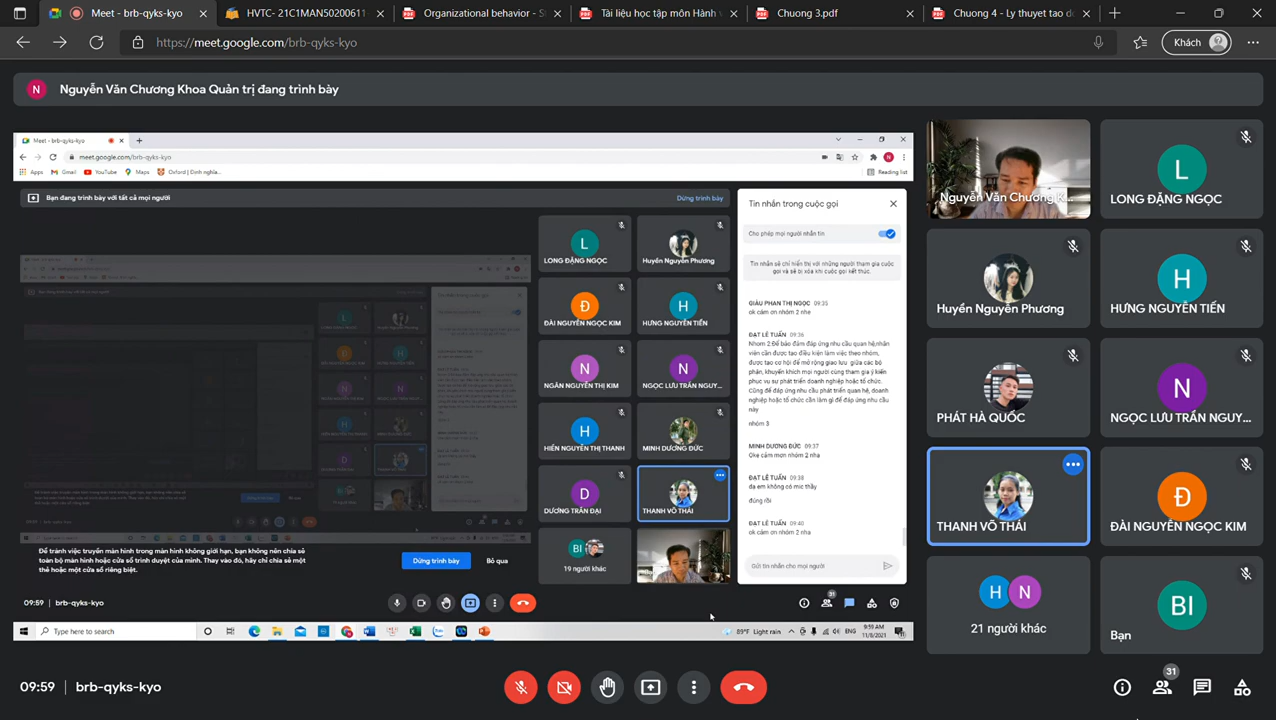 Meet - brb-qyks-kyo
HVTC- 21C1MAN50200611
Organizational behavior - S
Tài liệu học tập môn Hành v
Chuong 3.pdf
Chuong 4 - Ly thuyet tao d
https://meet.google.com/brb-qyks-kyo
Khách
N
Nguyễn Văn Chương Khoa Quản trị đang trình bày
Meet - brb-qyks-kyo
meet.google.com/brb-qyks-kyo
N
Apps
Gmail
YouTube
Maps
Oxford | Định nghĩa...
Reading list
Bạn đang trình bày với tất cả mọi người
Dừng trình bày
L
LONG ĐẶNG NGỌC
Huyền Nguyễn Phương
Đ
ĐÀI NGUYỄN NGỌC KIM
H
HƯNG NGUYỄN TIẾN
N
NGÂN NGUYỄN THỊ KIM
N
NGỌC LƯU TRẦN NGUY...
H
HIỀN NGUYỄN THỊ THANH
MINH DƯƠNG ĐỨC
D
DƯƠNG TRẦN ĐẠI
THANH VÕ THÁI
BI
19 người khác
Để tránh việc truyền màn hình trong màn hình không giới hạn, bạn không nên chia sẻ
toàn bộ màn hình hoặc cửa sổ trình duyệt của mình. Thay vào đó, hãy chỉ chia sẻ một
thẻ hoặc một cửa sổ riêng biệt.
Dừng trình bày
Bỏ qua
Tin nhắn trong cuộc gọi
Cho phép mọi người nhắn tin
Tin nhắn sẽ chỉ hiển thị với những người tham gia cuộc
gọi và sẽ bị xóa khi cuộc gọi kết thúc.
GIÀU PHAN THỊ NGỌC 09:35
ok cảm ơn nhóm 2 nhe
ĐẠT LÊ TUẤN 09:36
Nhom 2:Để bảo đảm đáp ứng nhu cầu quan hệ,nhân
viên cần được tạo điều kiện làm việc theo nhóm,
được tạo cơ hội để mở rộng giao lưu giữa các bộ
phận, khuyến khích mọi người cùng tham gia ý kiến
phục vụ sự phát triển doanh nghiệp hoặc tổ chức.
Cũng để đáp ứng nhu cầu phát triển quan hệ, doanh
nghiệp hoặc tổ chức cần làm gì để đáp ứng nhu cầu
này
nhóm 3
MINH DƯƠNG ĐỨC 09:37
Okę cảm mơn nhóm 2 nha
ĐẠT LÊ TUẤN 09:38
dạ em không có mic thầy
đúng rồi
ĐẠT LÊ TUẤN 09:40
ok cảm ơn nhóm 2 nha
Gửi tin nhắn cho mọi người
09:59
brb-qyks-kyo
31
Type here to search
89°F Light rain
ENG
9:59 AM
11/8/2021
Nguyễn Văn Chương K...
L
LONG ĐẶNG NGỌC
Huyền Nguyễn Phương
H
HƯNG NGUYỄN TIẾN
PHÁT HÀ QUỐC
N
NGỌC LƯU TRẦN NGUY...
THANH VÕ THÁI
Đ
ĐÀI NGUYỄN NGỌC KIM
H
N
21 người khác
BI
Bạn
09:59
brb-qyks-kyo
31